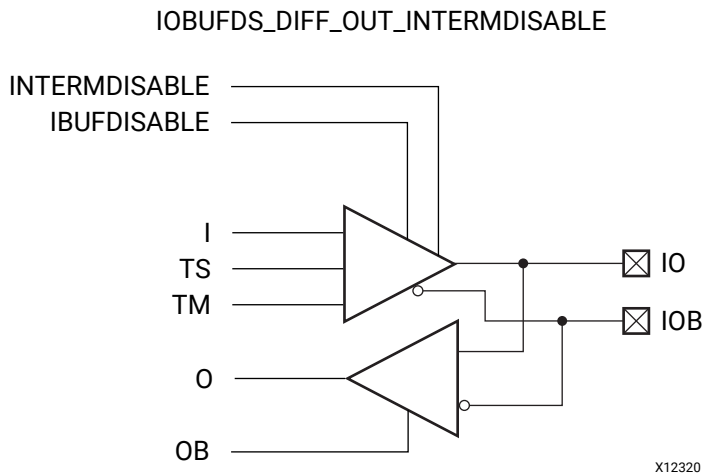 IOBUFDS_DIFF_OUT_INTERMDISABLE
INTERMDISABLE
IBUFDISABLE
I
TS
IO
TM
IOB
O
OB
X12320